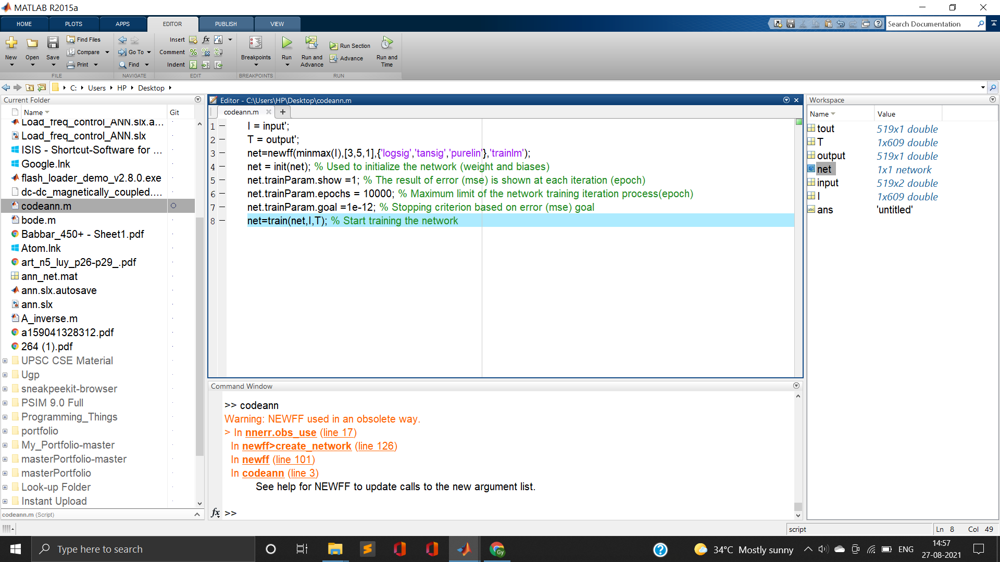 MATLAB R2015a
HOME PLOTS APPS EDITOR PUBLISH VIEW
Search Documentation
New Open Save Find Files Compare Print
FILE
Go To Find
NAVIGATE
Insert fx
Comment
Indent
EDIT
Breakpoints
BREAKPOINTS
Run Run and Advance Run Section Advance Run and Time
RUN
C: Users HP Desktop
Current Folder
Name Git
Load_freq_control_ANN.slx.a...
Load_freq_control_ANN.slx
ISIS - Shortcut-Software for ...
Google.lnk
flash_loader_demo_v2.8.0.exe
dc-dc_magnetically_coupled....
codeann.m
bode.m
Babbar_450+ - Sheet1.pdf
Atom.lnk
art_n5_luy_p26-p29_.pdf
ann_net.mat
ann.slx.autosave
ann.slx
A_inverse.m
a159041328312.pdf
264 (1).pdf
UPSC CSE Material
Ugp
sneakpeekit-browser
PSIM 9.0 Full
Programming_Things
portfolio
My_Portfolio-master
masterPortfolio-master
masterPortfolio
Look-up Folder
Instant Upload
codeann.m (Script)
Editor - C:\Users\HP\Desktop\codeann.m
codeann.m
1 I = input';
2 T = output';
3 net=newff(minmax(I),[3,5,1],{'logsig','tansig','purelin'},'trainlm');
4 net = init(net); % Used to initialize the network (weight and biases)
5 net.trainParam.show =1; % The result of error (mse) is shown at each iteration (epoch)
6 net.trainParam.epochs = 10000; % Maximum limit of the network training iteration process(epoch)
7 net.trainParam.goal =1e-12; % Stopping criterion based on error (mse) goal
8 net=train(net,I,T); % Start training the network
Command Window
>> codeann
Warning: NEWFF used in an obsolete way.
> In nnerr.obs_use (line 17)
In newff>create_network (line 126)
In newff (line 101)
In codeann (line 3)
See help for NEWFF to update calls to the new argument list.
fx >>
Workspace
Name Value
tout 519x1 double
T 1x609 double
output 519x1 double
net 1x1 network
input 519x2 double
I 1x609 double
abc ans 'untitled'
script Ln 8 Col 49
Type here to search
Gy
34°C Mostly sunny ENG
14:57
27-08-2021